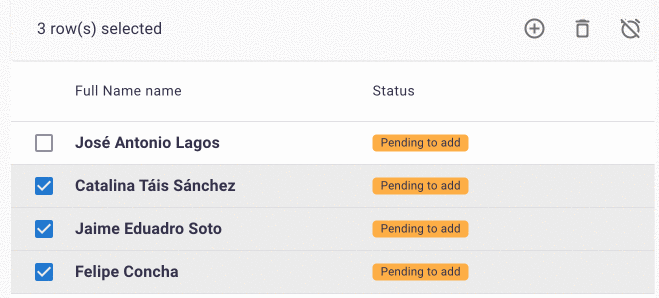 3 row(s) selected
Full Name name Status
José Antonio Lagos Pending to add
Catalina Táis Sánchez Pending to add
Jaime Eduadro Soto Pending to add
Felipe Concha Pending to add